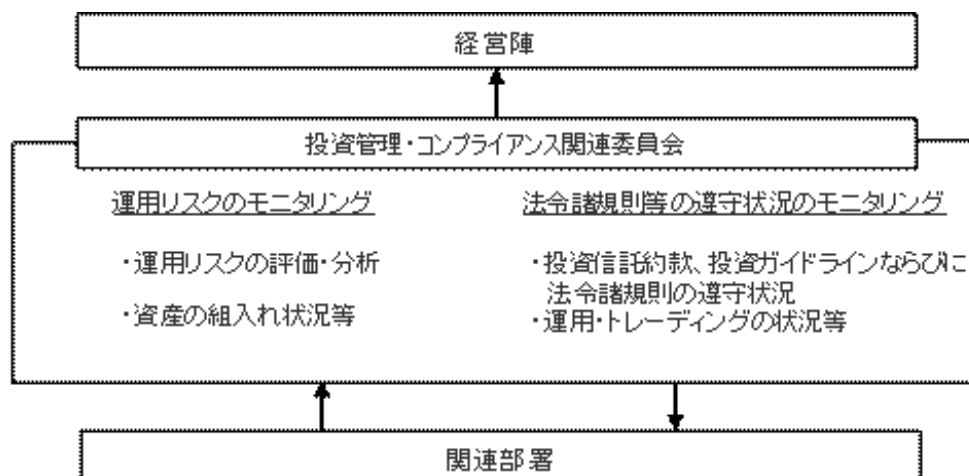 経営陣
投資管理・コンプライアンス関連委員会
運用リスクのモニタリング
・運用リスクの評価・分析
・資産の組入れ状況等
法令諸規則等の遵守状況のモニタリング
・投資信託約款、投資ガイドラインならびに
法令諸規則の遵守状況
・運用・トレーディングの状況等
関連部署